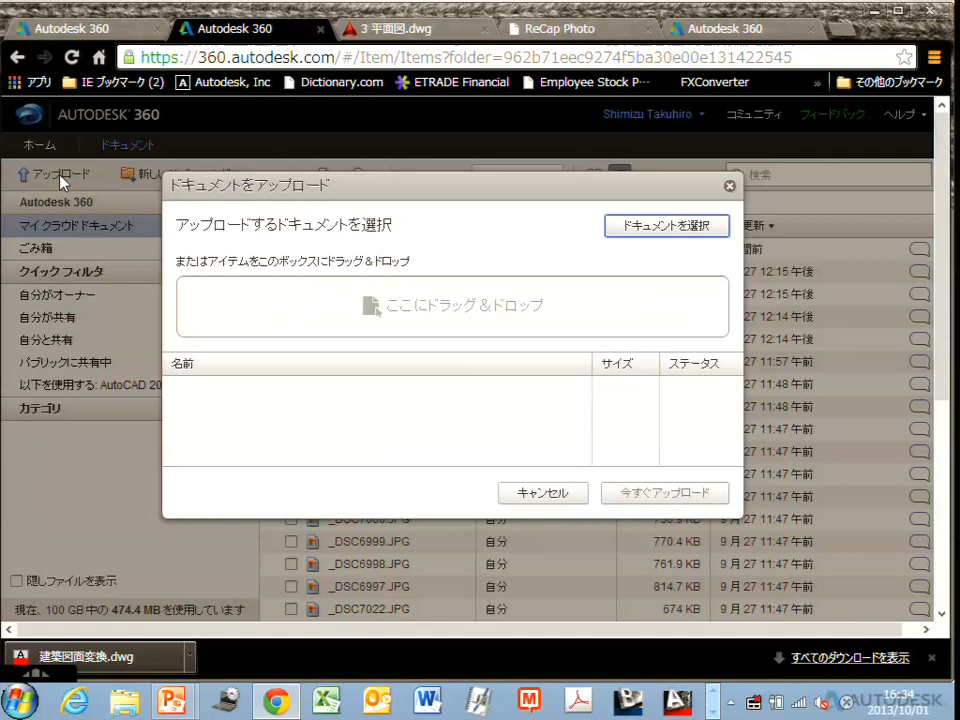 Autodesk 360
Autodesk 360
3 平面図.dwg
ReCap Photo
Autodesk 360
https://360.autodesk.com/#/Item/Items?folder=962b71eec9274f5ba30e00e131422545
アプリ
IE ブックマーク (2)
Autodesk, Inc
Dictionary.com
ETRADE Financial
Employee Stock P···
FXConverter
»
その他のブックマーク
AUTODESK® 360
Shimizu Takuhiro
コミュニティ
フィードバック
ヘルプ
ホーム
ドキュメント
アップロード
新し
検索
ドキュメントをアップロード
Autodesk 360
アップロードするドキュメントを選択
ドキュメントを選択
更新
マイ クラウド ドキュメント
ごみ箱
間前
またはアイテムをこのボックスにドラッグ＆ドロップ
クイック フィルタ
27 12:15 午後
自分がオーナー
27 12:15 午後
ここにドラッグ＆ドロップ
自分が共有
27 12:14 午後
自分と共有
27 12:14 午後
パブリックに共有中
名前
サイズ
ステータス
27 11:57 午前
以下を使用する: AutoCAD 20
27 11:48 午前
カテゴリ
27 11:48 午前
27 11:47 午前
27 11:47 午前
27 11:47 午前
キャンセル
今すぐアップロード
27 11:47 午前
自分
9 月 27 11:47 午前
_DSC6999.JPG
自分
770.4 KB
9 月 27 11:47 午前
_DSC6998.JPG
自分
761.9 KB
9 月 27 11:47 午前
隠しファイルを表示
_DSC6997.JPG
自分
814.7 KB
9 月 27 11:47 午前
現在、100 GB 中の 474.4 MB を使用しています
_DSC7022.JPG
自分
674 KB
9 月 27 11:47 午前
建築図面変換.dwg
すべてのダウンロードを表示
16:34
2013/10/01
AUTODESK